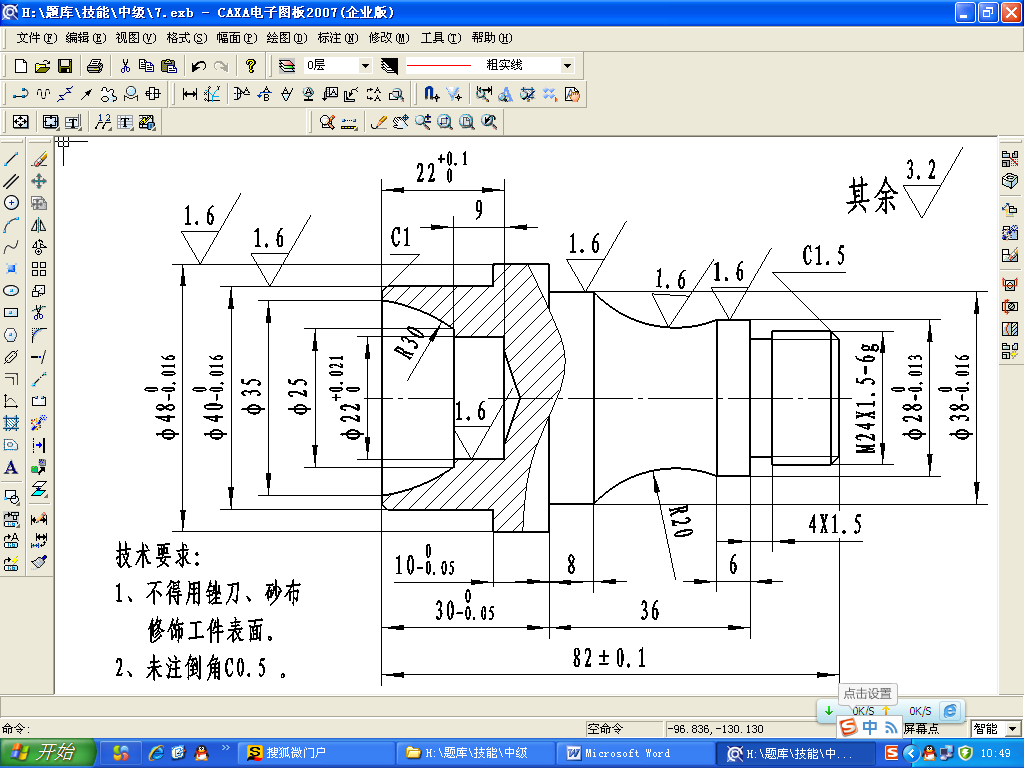 H:\题库\技能\中级\7.exb - CAXA电子图板2007(企业版)
文件(F) 编辑(E) 视图(V) 格式(S) 幅面(P) 绘图(D) 标注(N) 修改(M) 工具(T) 帮助(H)
0层 粗实线
22 +0.1 0
9
C1
1.6
1.6
1.6
1.6
1.6
C1.5
其余 3.2
R30
1.6
ф48 0 -0.016
ф40 0 -0.016
ф35
ф25
ф22 +0.021 0
M24X1.5-6g
ф28 0 -0.013
ф38 0 -0.016
R20
4X1.5
10 0 -0.05
8
6
30 0 -0.05
36
82±0.1
技术要求:
1、不得用锉刀、砂布
修饰工件表面。
2、未注倒角C0.5 。
点击设置
0K/S 0K/S
命令: 空命令 -96.836,-130.130 屏幕点 智能
中
开始 搜狐微门户 H:\题库\技能\中级 Microsoft Word H:\题库\技能\中... 10:49